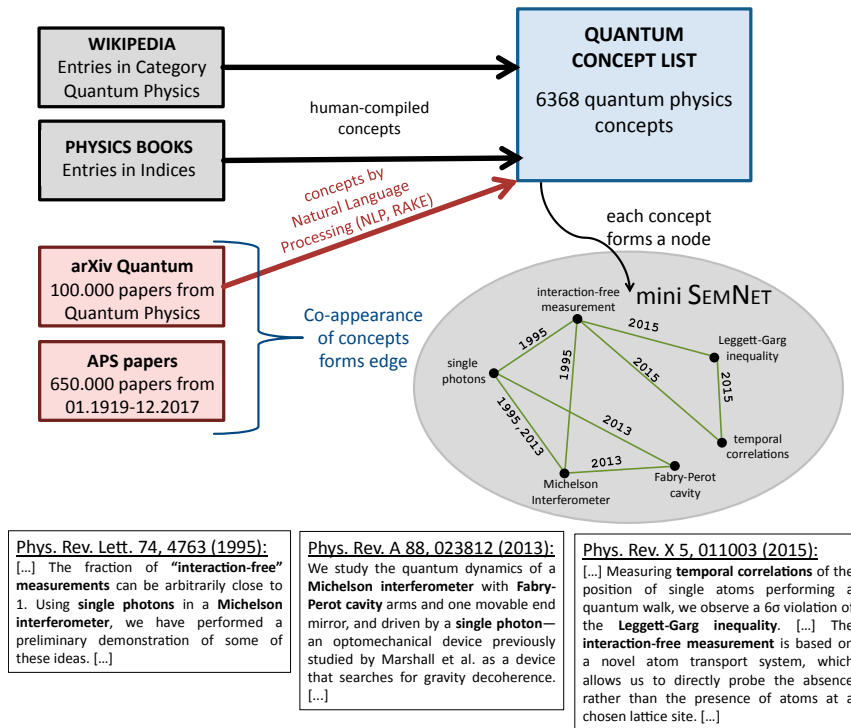 WIKIPEDIA
Entries in Category
Quantum Physics
PHYSICS BOOKS
Entries in Indices
human-compiled
concepts
QUANTUM
CONCEPT LIST
6368 quantum physics
concepts
concepts by
Natural Language
Processing (NLP, RAKE)
each concept
forms a node
arXiv Quantum
100.000 papers from
Quantum Physics
APS papers
650.000 papers from
01.1919-12.2017
Co-appearance
of concepts
forms edge
mini SEMNET
interaction-free
measurement
Leggett-Garg
inequality
single
photons
temporal
correlations
Michelson
Interferometer
Fabry-Perot
cavity
1995
2015
1995
2015
2015
1995,2013
2013
2013
Phys. Rev. Lett. 74, 4763 (1995):
[…] The fraction of “interaction-free”
measurements can be arbitrarily close to
1. Using single photons in a Michelson
interferometer, we have performed a
preliminary demonstration of some of
these ideas. […]
Phys. Rev. A 88, 023812 (2013):
We study the quantum dynamics of a
Michelson interferometer with Fabry-
Perot cavity arms and one movable end
mirror, and driven by a single photon—
an optomechanical device previously
studied by Marshall et al. as a device
that searches for gravity decoherence.
[...]
Phys. Rev. X 5, 011003 (2015):
[…] Measuring temporal correlations of the
position of single atoms performing a
quantum walk, we observe a 6σ violation of
the Leggett-Garg inequality. […] The
interaction-free measurement is based on
a novel atom transport system, which
allows us to directly probe the absence
rather than the presence of atoms at a
chosen lattice site. […]